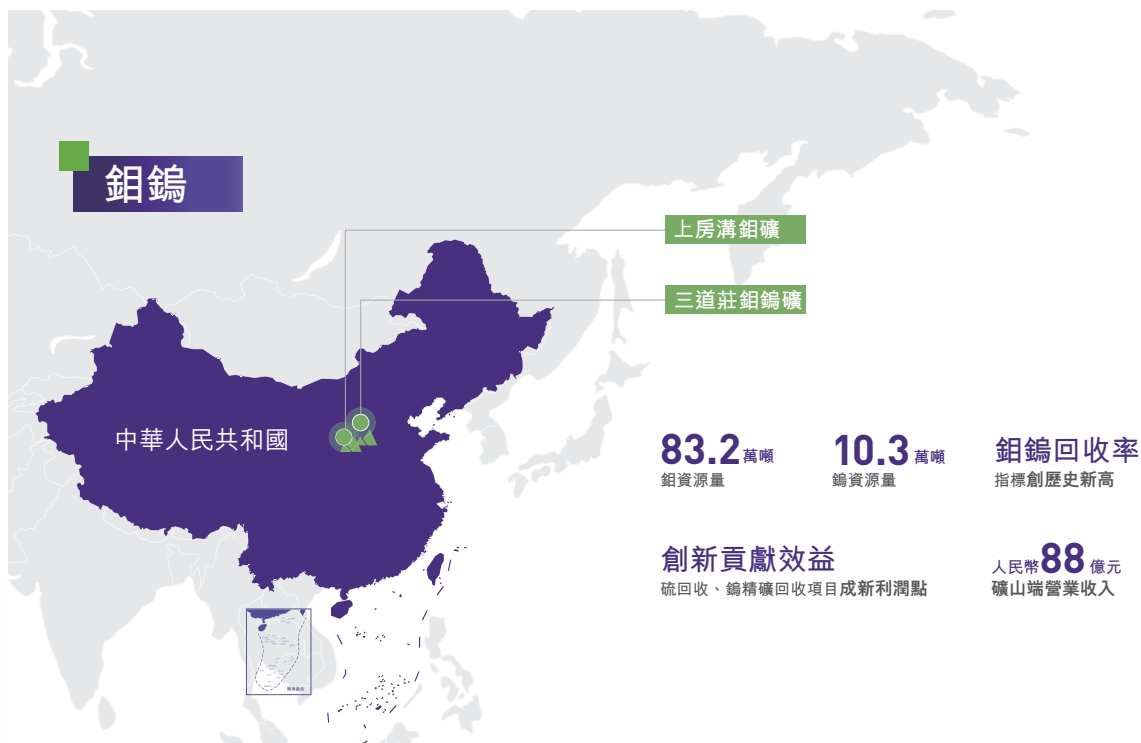 鉬鎢
上房溝鉬礦
三道莊鉬鎢礦
中華人民共和國
83.2 萬噸
鉬資源量
10.3 萬噸
鎢資源量
鉬鎢回收率
指標創歷史新高
創新貢獻效益
硫回收、鎢精礦回收項目成新利潤點
人民幣88億元
礦山端營業收入